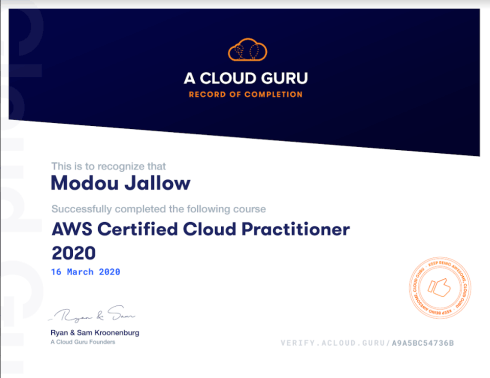 A CLOUD GURU
RECORD OF COMPLETION
This is to recognize that
Modou Jallow
Successfully completed the following course
AWS Certified Cloud Practitioner
2020
16 March 2020
Ryan & Sam
Ryan & Sam Kroonenburg
A Cloud Guru Founders
VERIFY.ACLOUD.GURU/A9A5BC54736B